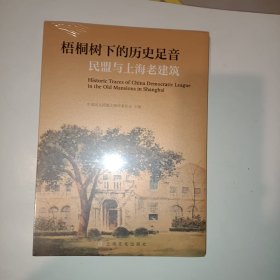 梧桐树下的历史足音
民盟与上海老建筑
Historic Traces of China Democratic League
in the Old Mansions in Shanghai